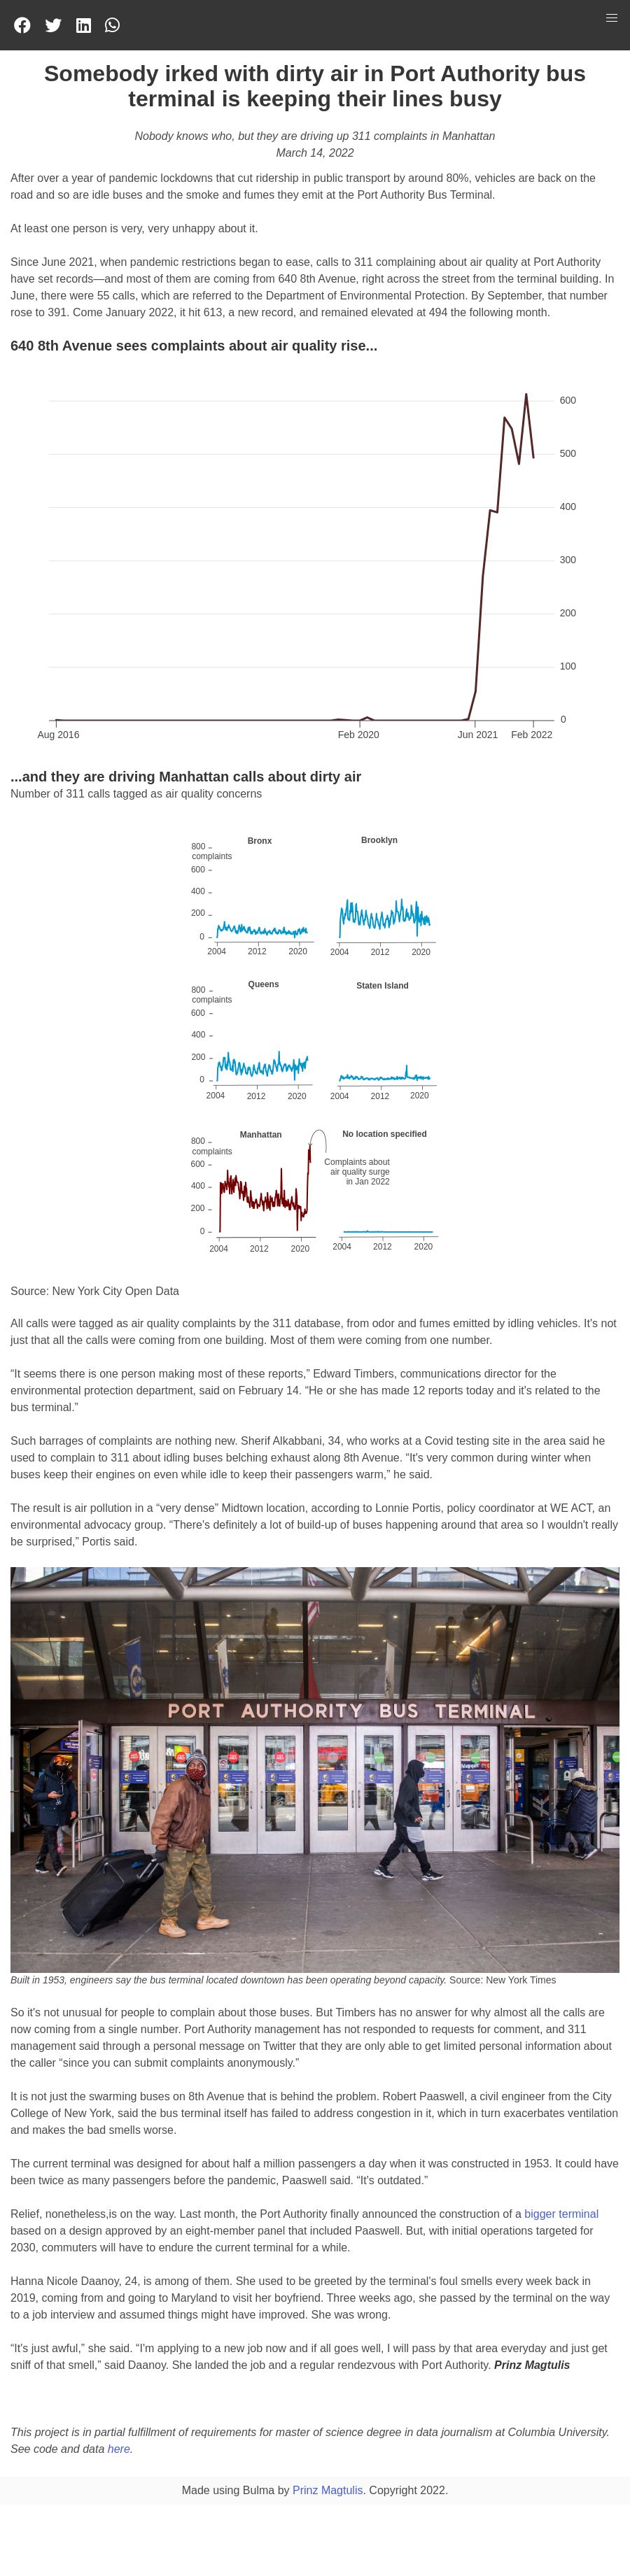 Somebody irked with dirty air in Port Authority bus
terminal is keeping their lines busy
Nobody knows who, but they are driving up 311 complaints in Manhattan
March 14, 2022
After over a year of pandemic lockdowns that cut ridership in public transport by around 80%, vehicles are back on the
road and so are idle buses and the smoke and fumes they emit at the Port Authority Bus Terminal.
At least one person is very, very unhappy about it.
Since June 2021, when pandemic restrictions began to ease, calls to 311 complaining about air quality at Port Authority
have set records—and most of them are coming from 640 8th Avenue, right across the street from the terminal building. In
June, there were 55 calls, which are referred to the Department of Environmental Protection. By September, that number
rose to 391. Come January 2022, it hit 613, a new record, and remained elevated at 494 the following month.
640 8th Avenue sees complaints about air quality rise...
600
500
400
300
200
100
0
Aug 2016 Feb 2020 Jun 2021 Feb 2022
...and they are driving Manhattan calls about dirty air
Number of 311 calls tagged as air quality concerns
Bronx
800
complaints
600
400
200
0
2004 2012 2020
Brooklyn
2004 2012 2020
Queens
800
complaints
600
400
200
0
2004 2012 2020
Staten Island
2004 2012 2020
Manhattan
800
complaints
600
400
200
0
2004 2012 2020
No location specified
Complaints about
air quality surge
in Jan 2022
2004 2012 2020
Source: New York City Open Data
All calls were tagged as air quality complaints by the 311 database, from odor and fumes emitted by idling vehicles. It's not
just that all the calls were coming from one building. Most of them were coming from one number.
“It seems there is one person making most of these reports,” Edward Timbers, communications director for the
environmental protection department, said on February 14. “He or she has made 12 reports today and it's related to the
bus terminal.”
Such barrages of complaints are nothing new. Sherif Alkabbani, 34, who works at a Covid testing site in the area said he
used to complain to 311 about idling buses belching exhaust along 8th Avenue. “It's very common during winter when
buses keep their engines on even while idle to keep their passengers warm,” he said.
The result is air pollution in a “very dense” Midtown location, according to Lonnie Portis, policy coordinator at WE ACT, an
environmental advocacy group. “There's definitely a lot of build-up of buses happening around that area so I wouldn't really
be surprised,” Portis said.
PORT AUTHORITY BUS TERMINAL
Built in 1953, engineers say the bus terminal located downtown has been operating beyond capacity. Source: New York Times
So it's not unusual for people to complain about those buses. But Timbers has no answer for why almost all the calls are
now coming from a single number. Port Authority management has not responded to requests for comment, and 311
management said through a personal message on Twitter that they are only able to get limited personal information about
the caller “since you can submit complaints anonymously.”
It is not just the swarming buses on 8th Avenue that is behind the problem. Robert Paaswell, a civil engineer from the City
College of New York, said the bus terminal itself has failed to address congestion in it, which in turn exacerbates ventilation
and makes the bad smells worse.
The current terminal was designed for about half a million passengers a day when it was constructed in 1953. It could have
been twice as many passengers before the pandemic, Paaswell said. “It's outdated.”
Relief, nonetheless,is on the way. Last month, the Port Authority finally announced the construction of a bigger terminal
based on a design approved by an eight-member panel that included Paaswell. But, with initial operations targeted for
2030, commuters will have to endure the current terminal for a while.
Hanna Nicole Daanoy, 24, is among of them. She used to be greeted by the terminal's foul smells every week back in
2019, coming from and going to Maryland to visit her boyfriend. Three weeks ago, she passed by the terminal on the way
to a job interview and assumed things might have improved. She was wrong.
“It's just awful,” she said. “I'm applying to a new job now and if all goes well, I will pass by that area everyday and just get
sniff of that smell,” said Daanoy. She landed the job and a regular rendezvous with Port Authority. Prinz Magtulis
This project is in partial fulfillment of requirements for master of science degree in data journalism at Columbia University.
See code and data here.
Made using Bulma by Prinz Magtulis. Copyright 2022.